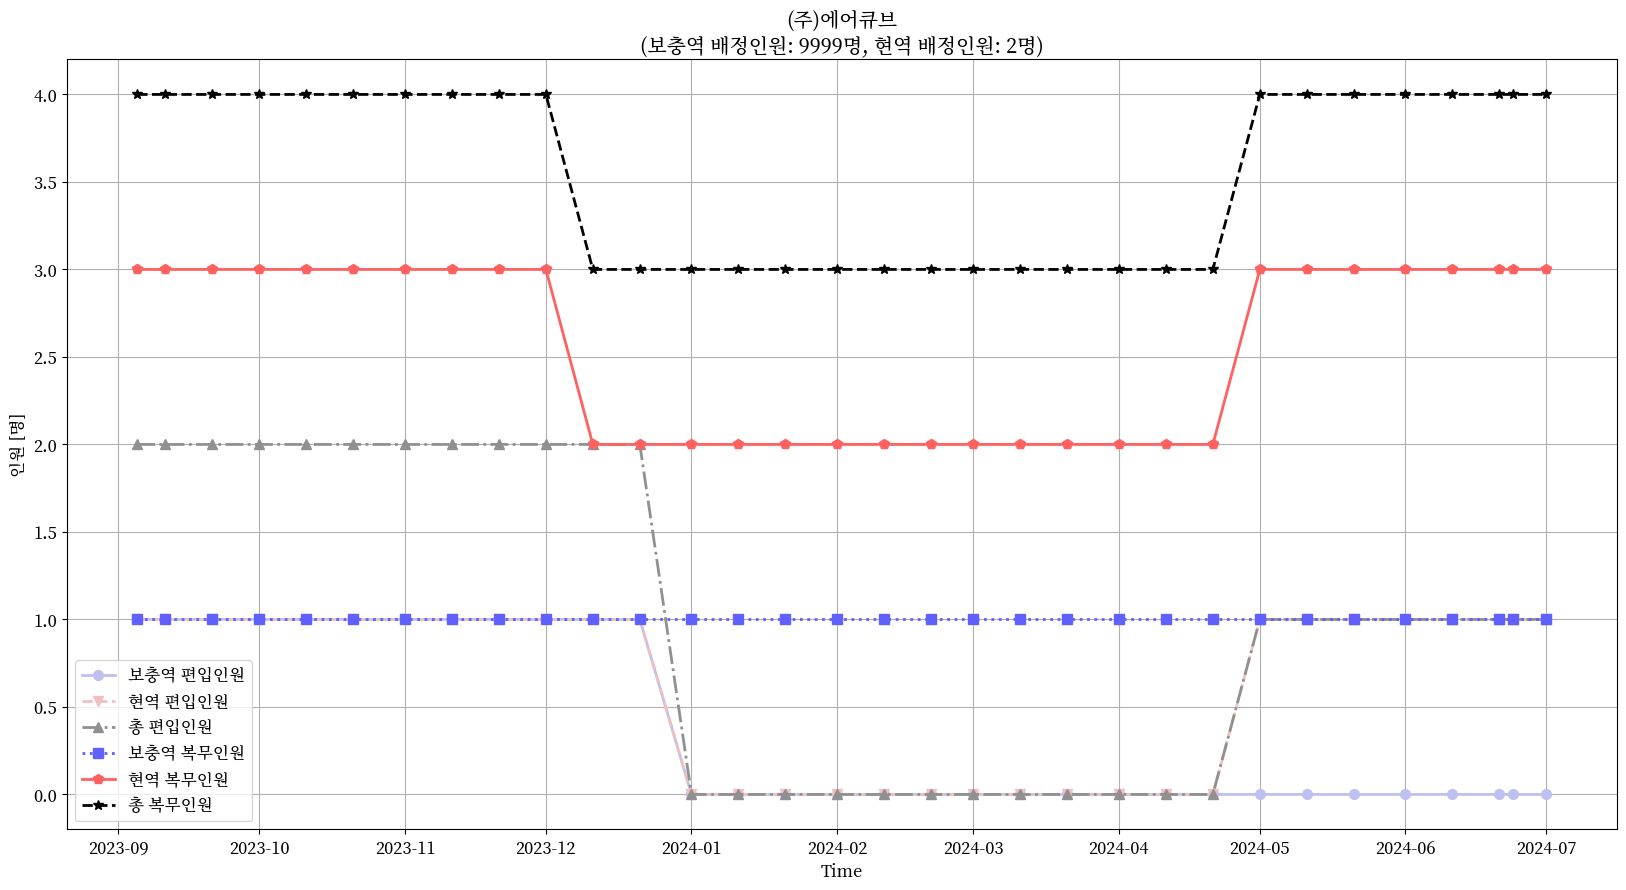 (주)에어큐브
(보충역 배정인원: 9999명, 현역 배정인원: 2명)
4.0
3.5
3.0
2.5
2.0
1.5
1.0
0.5
0.0
인원 [명]
보충역 편입인원
현역 편입인원
총 편입인원
보충역 복무인원
현역 복무인원
총 복무인원
2023-09 2023-10 2023-11 2023-12 2024-01 2024-02 2024-03 2024-04 2024-05 2024-06 2024-07
Time